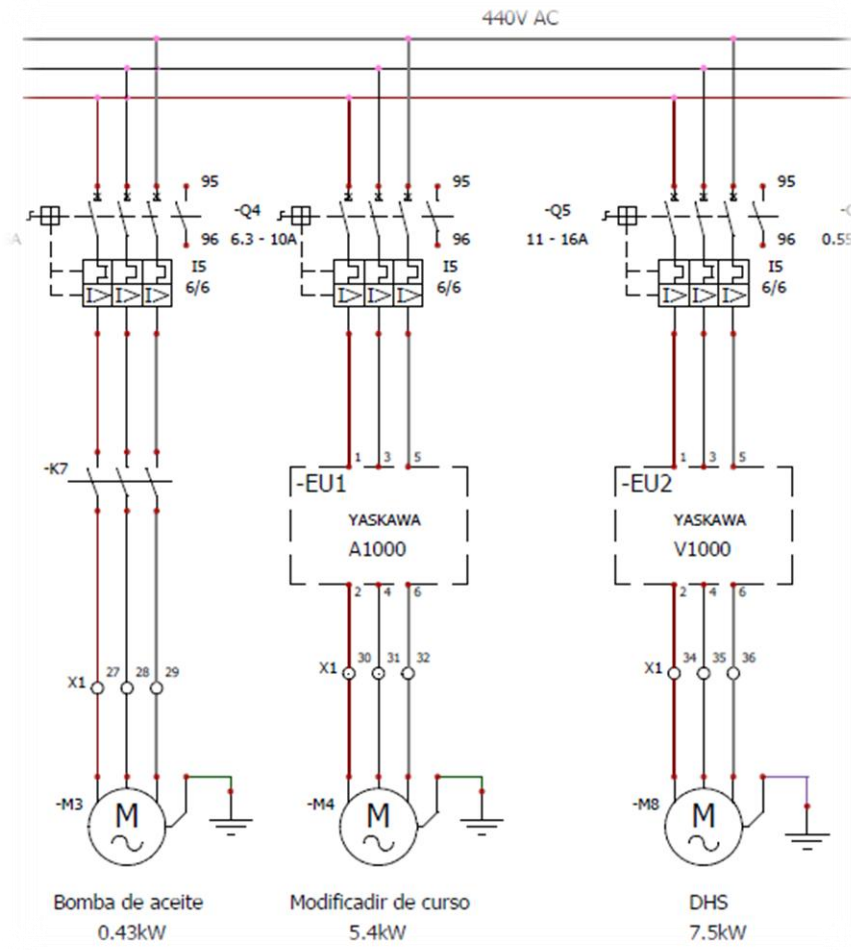 440V AC
95
96
A
I5
6/6
-K7
X1
27
28
29
-M3
M
Bomba de aceite
0.43kW
-Q4
6.3 - 10A
95
96
I5
6/6
1
3
5
-EU1
YASKAWA
A1000
2
4
6
X1
30
31
32
-M4
M
Modificadir de curso
5.4kW
-Q5
11 - 16A
95
96
I5
6/6
1
3
5
-EU2
YASKAWA
V1000
2
4
6
X1
34
35
36
-M8
M
DHS
7.5kW
I>
I>
I>
I>
I>
I>
I>
I>
I>